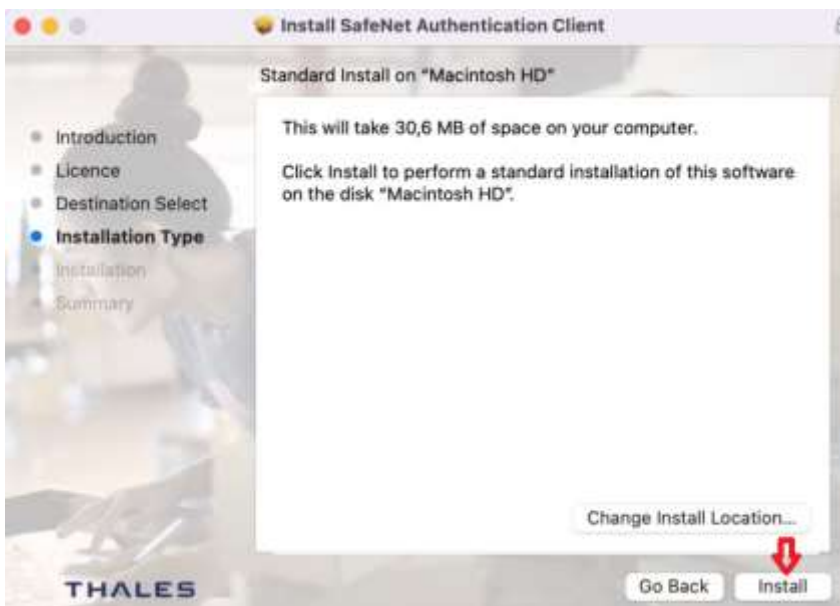 Install SafeNet Authentication Client
Standard Install on "Macintosh HD"
Introduction
Licence
Destination Select
Installation Type
Installation
Summary
This will take 30,6 MB of space on your computer.
Click Install to perform a standard installation of this software
on the disk "Macintosh HD".
Change Install Location...
THALES
Go Back
Install